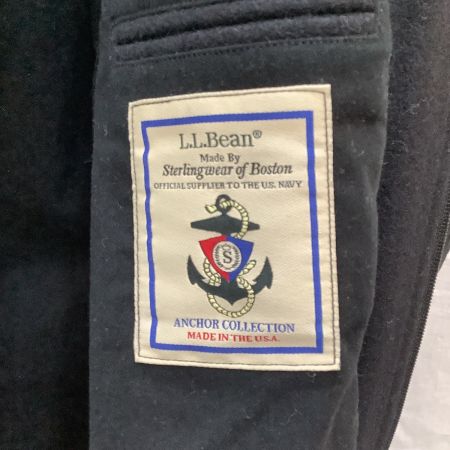 L.L.Bean®
Made By
Sterlingwear of Boston
OFFICIAL SUPPLIER TO THE U.S. NAVY
S
ANCHOR COLLECTION
MADE IN THE U.S.A.